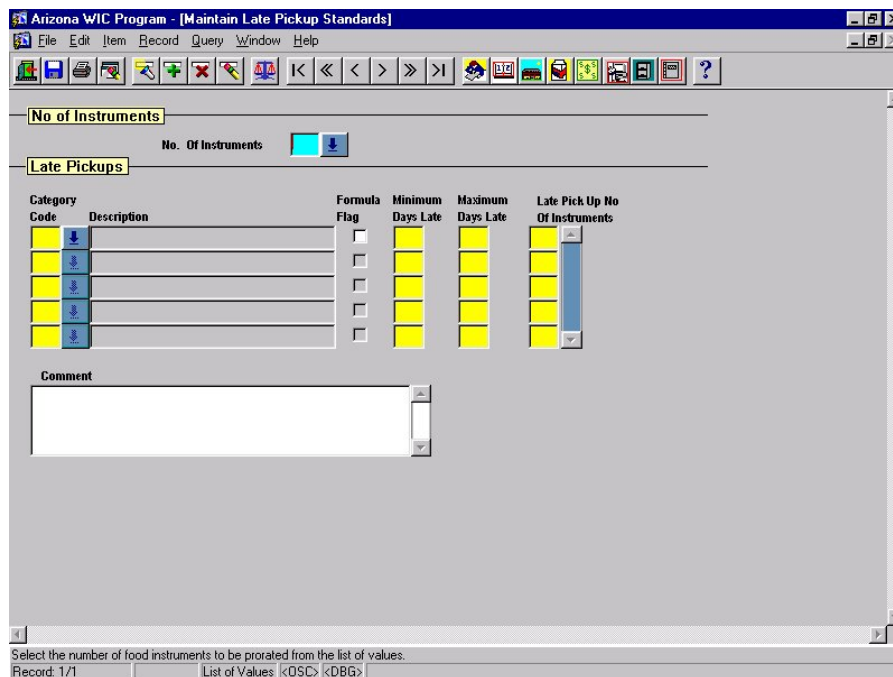 Arizona WIC Program - [Maintain Late Pickup Standards]
File Edit Item Record Query Window Help
No of Instruments
No. Of Instruments
Late Pickups
Category Formula Minimum Maximum Late Pick Up No
Code Description Flag Days Late Days Late Of Instruments
Comment
Select the number of food instruments to be prorated from the list of values.
Record: 1/1 List of Values <OSC> <DBG>